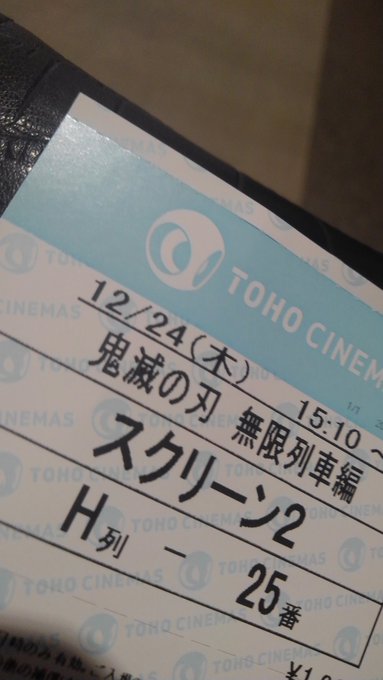 TOHO CINEMAS
12/24(木) 15:10 ～
鬼滅の刃 無限列車編
スクリーン2
H列 － 25番